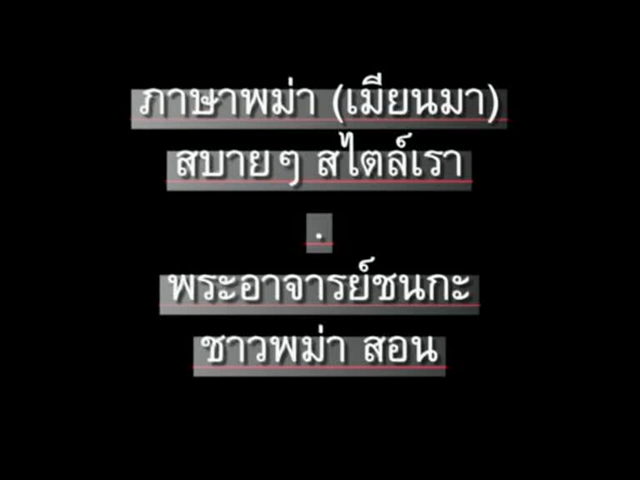 ภาษาพม่า (เมียนมา)
สบายๆ สไตล์เรา
.
พระอาจารย์ชนกะ
ชาวพม่า สอน